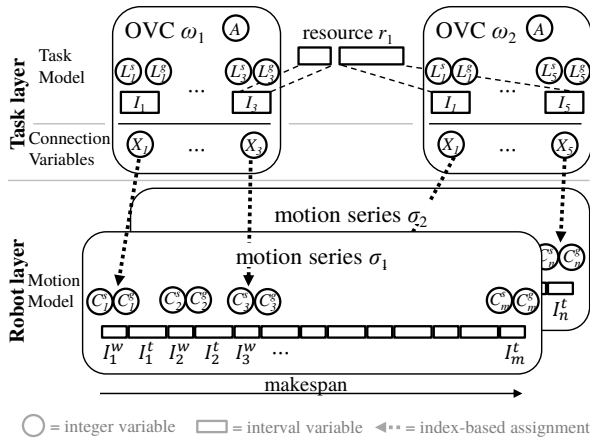 OVC ω₁ A
resource r₁
OVC ω₂ A
Task layer
Task Model
L₁ˢ L₁ᵍ ... L₃ˢ L₃ᵍ
L₁ˢ L₁ᵍ ... L₅ˢ L₅ᵍ
I₁ ... I₃
I₁ ... I₅
Connection Variables
X₁ ... X₃
X₁ ... X₅
Robot layer
motion series σ₂
motion series σ₁
Motion Model
C₁ˢ C₁ᵍ C₂ˢ C₂ᵍ C₃ˢ C₃ᵍ Cₘˢ Cₘᵍ
Cₙˢ Cₙᵍ
I₁ʷ I₁ᵗ I₂ʷ I₂ᵗ I₃ʷ ... Iₘᵗ
Iₙᵗ
makespan
= integer variable = interval variable = index-based assignment